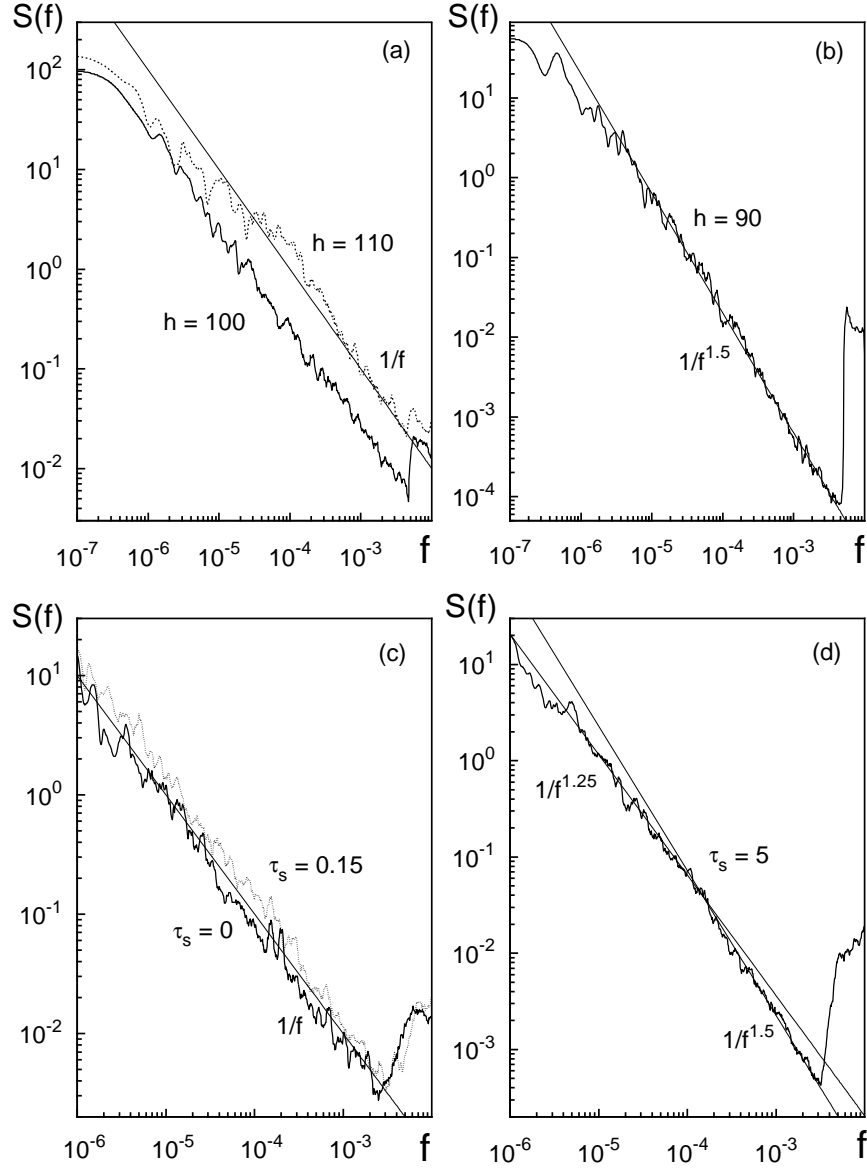 S(f)
(a)
10^2
10^1
10^0
10^-1
10^-2
h = 110
h = 100
1/f
10^-7
10^-6
10^-5
10^-4
10^-3
f
S(f)
(b)
10^1
10^0
10^-1
10^-2
10^-3
10^-4
h = 90
1/f^1.5
10^-7
10^-6
10^-5
10^-4
10^-3
f
S(f)
(c)
10^1
10^0
10^-1
10^-2
τ_s = 0.15
τ_s = 0
1/f
10^-6
10^-5
10^-4
10^-3
f
S(f)
(d)
10^1
10^0
10^-1
10^-2
10^-3
1/f^1.25
τ_s = 5
1/f^1.5
10^-6
10^-5
10^-4
10^-3
f